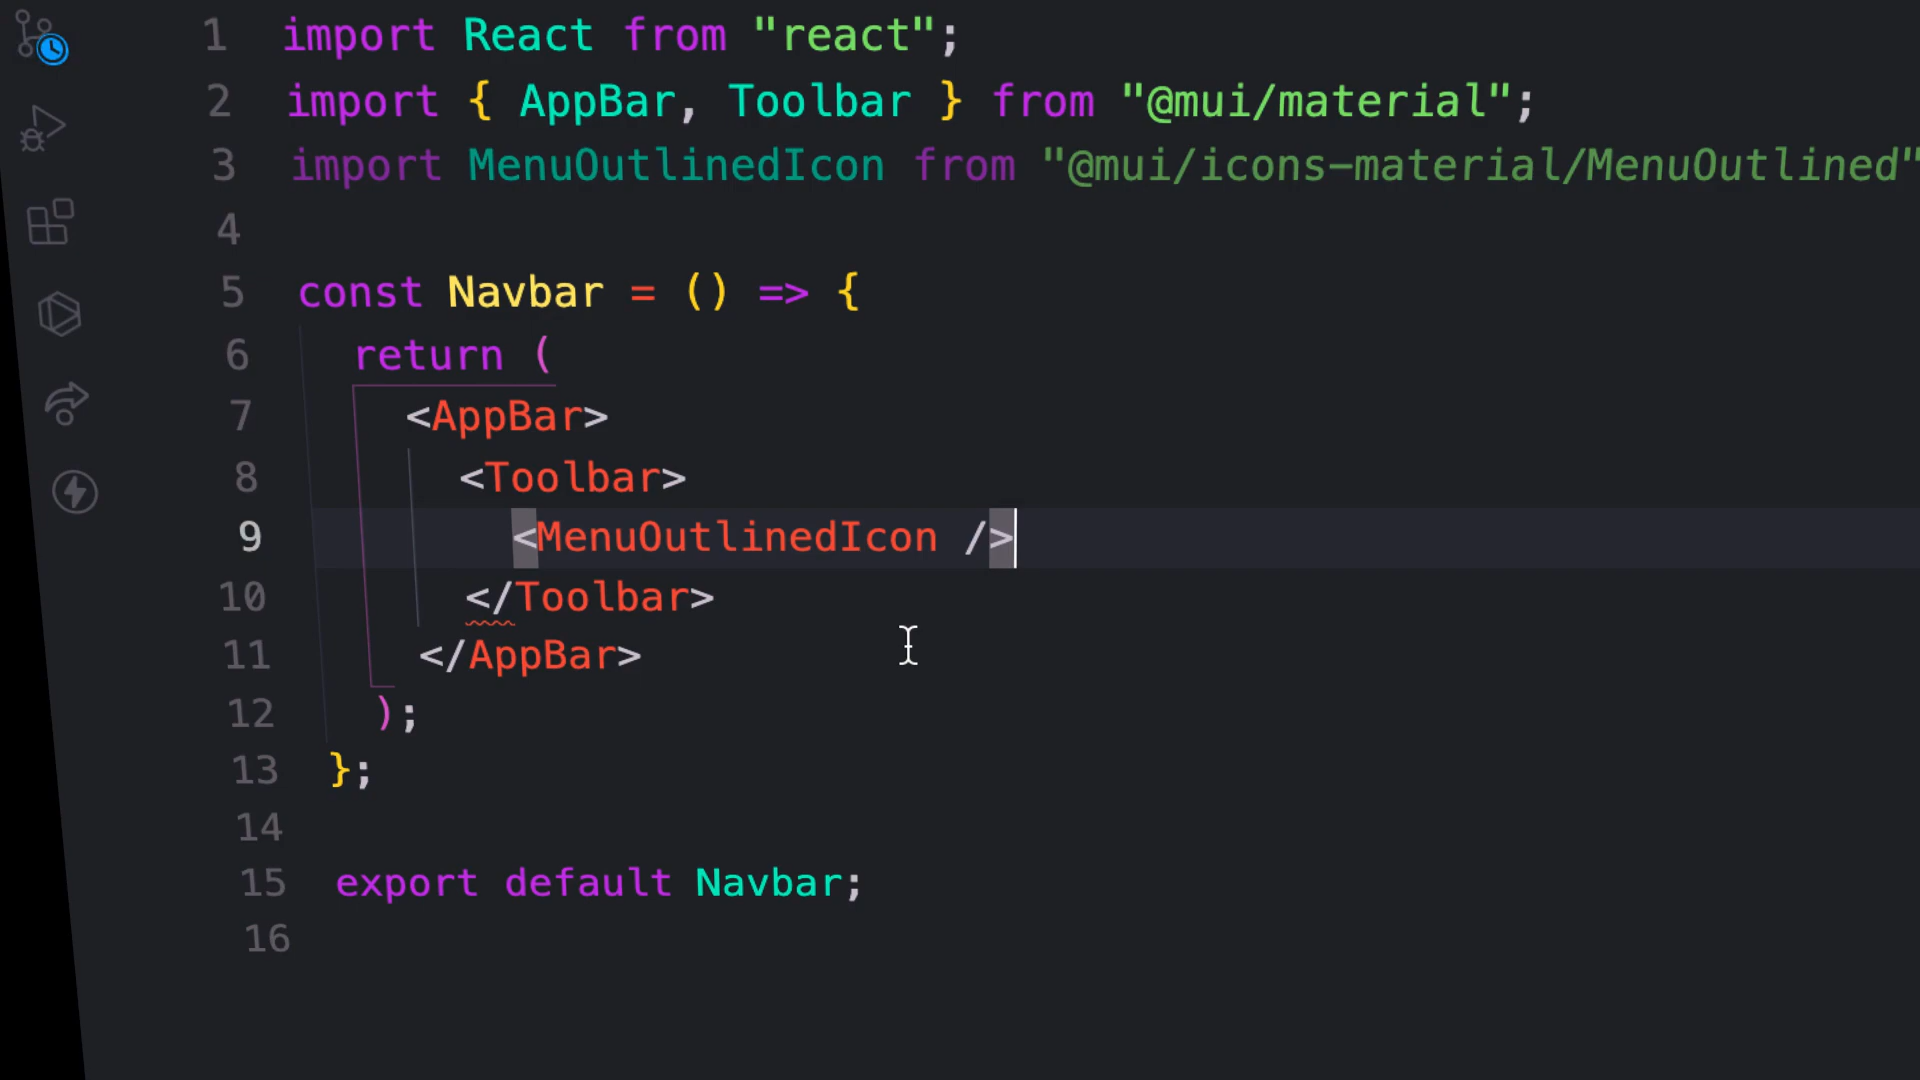 1 import React from "react";
2 import { AppBar, Toolbar } from "@mui/material";
3 import MenuOutlinedIcon from "@mui/icons-material/MenuOutlined"
4
5 const Navbar = () => {
6 return (
7 <AppBar>
8 <Toolbar>
9 <MenuOutlinedIcon />
10 </Toolbar>
11 </AppBar>
12 );
13 };
14
15 export default Navbar;
16